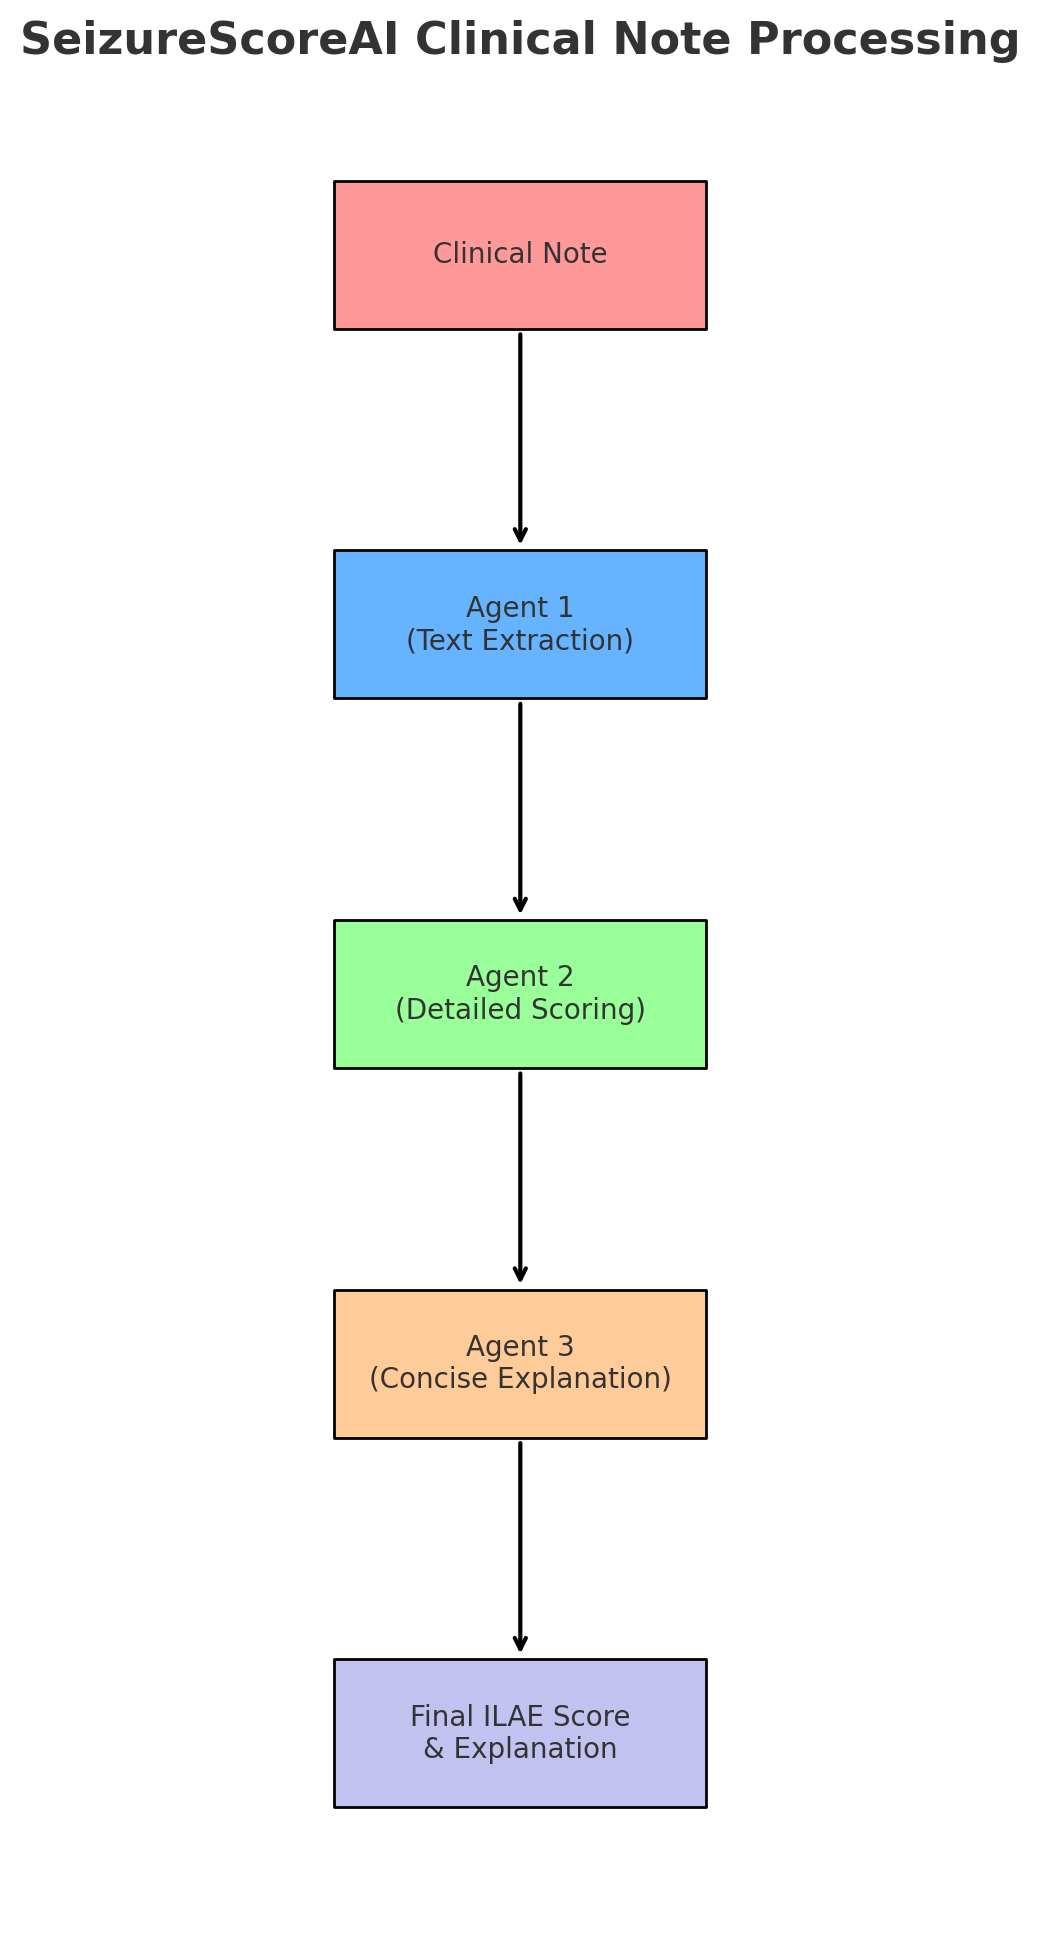 SeizureScoreAI Clinical Note Processing
Clinical Note
Agent 1
(Text Extraction)
Agent 2
(Detailed Scoring)
Agent 3
(Concise Explanation)
Final ILAE Score
& Explanation